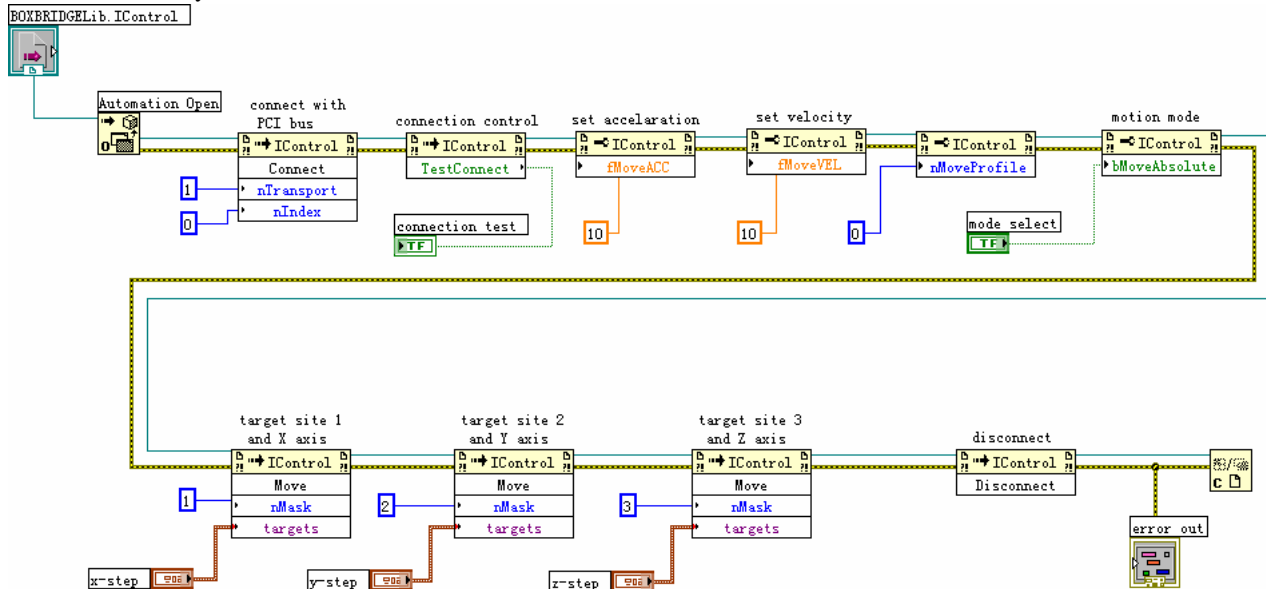 BOXBRIDGELib.IControl
Automation Open
connect with
PCI bus
IControl
Connect
nTransport
nIndex
1
0
connection control
IControl
TestConnect
connection test
TF
set accelaration
IControl
fMoveACC
10
set velocity
IControl
fMoveVEL
10
IControl
nMoveProfile
0
motion mode
IControl
bMoveAbsolute
mode select
TF
target site 1
and X axis
IControl
Move
nMask
targets
1
x-step
target site 2
and Y axis
IControl
Move
nMask
targets
2
y-step
target site 3
and Z axis
IControl
Move
nMask
targets
3
z-step
disconnect
IControl
Disconnect
error out
C